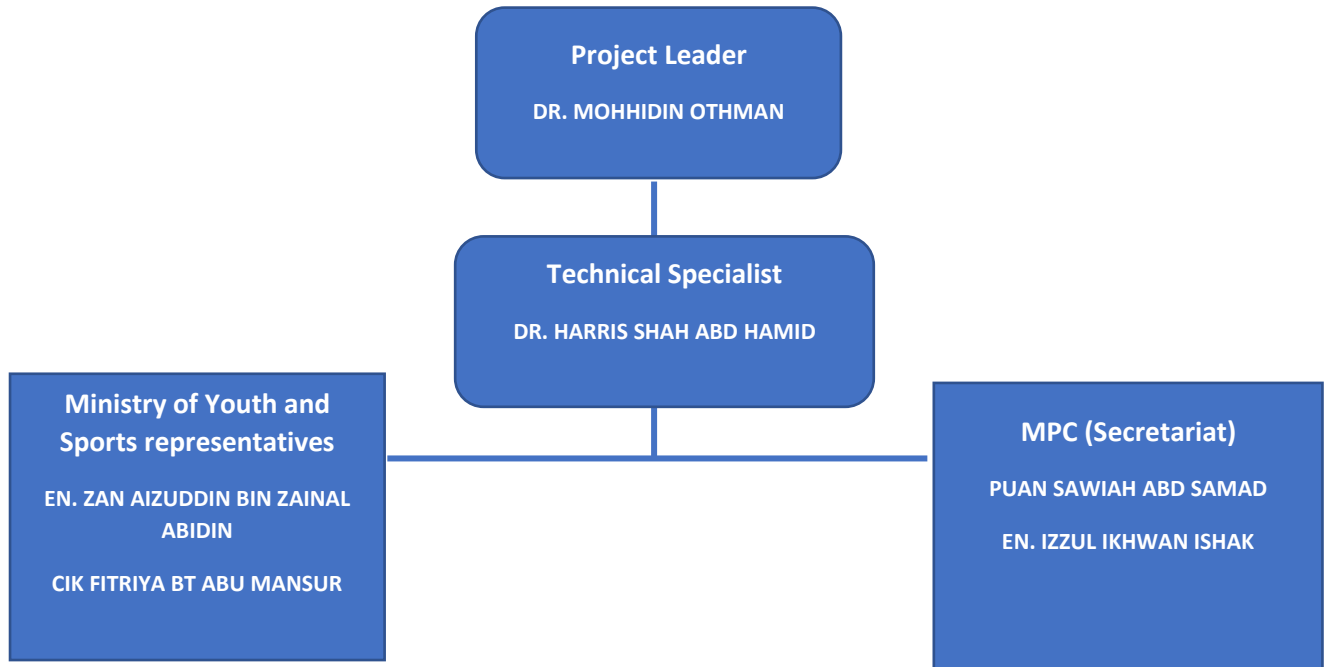 Project Leader
DR. MOHHIDIN OTHMAN
Technical Specialist
DR. HARRIS SHAH ABD HAMID
Ministry of Youth and
Sports representatives
EN. ZAN AIZUDDIN BIN ZAINAL
ABIDIN
CIK FITRIYA BT ABU MANSUR
MPC (Secretariat)
PUAN SAWIAH ABD SAMAD
EN. IZZUL IKHWAN ISHAK